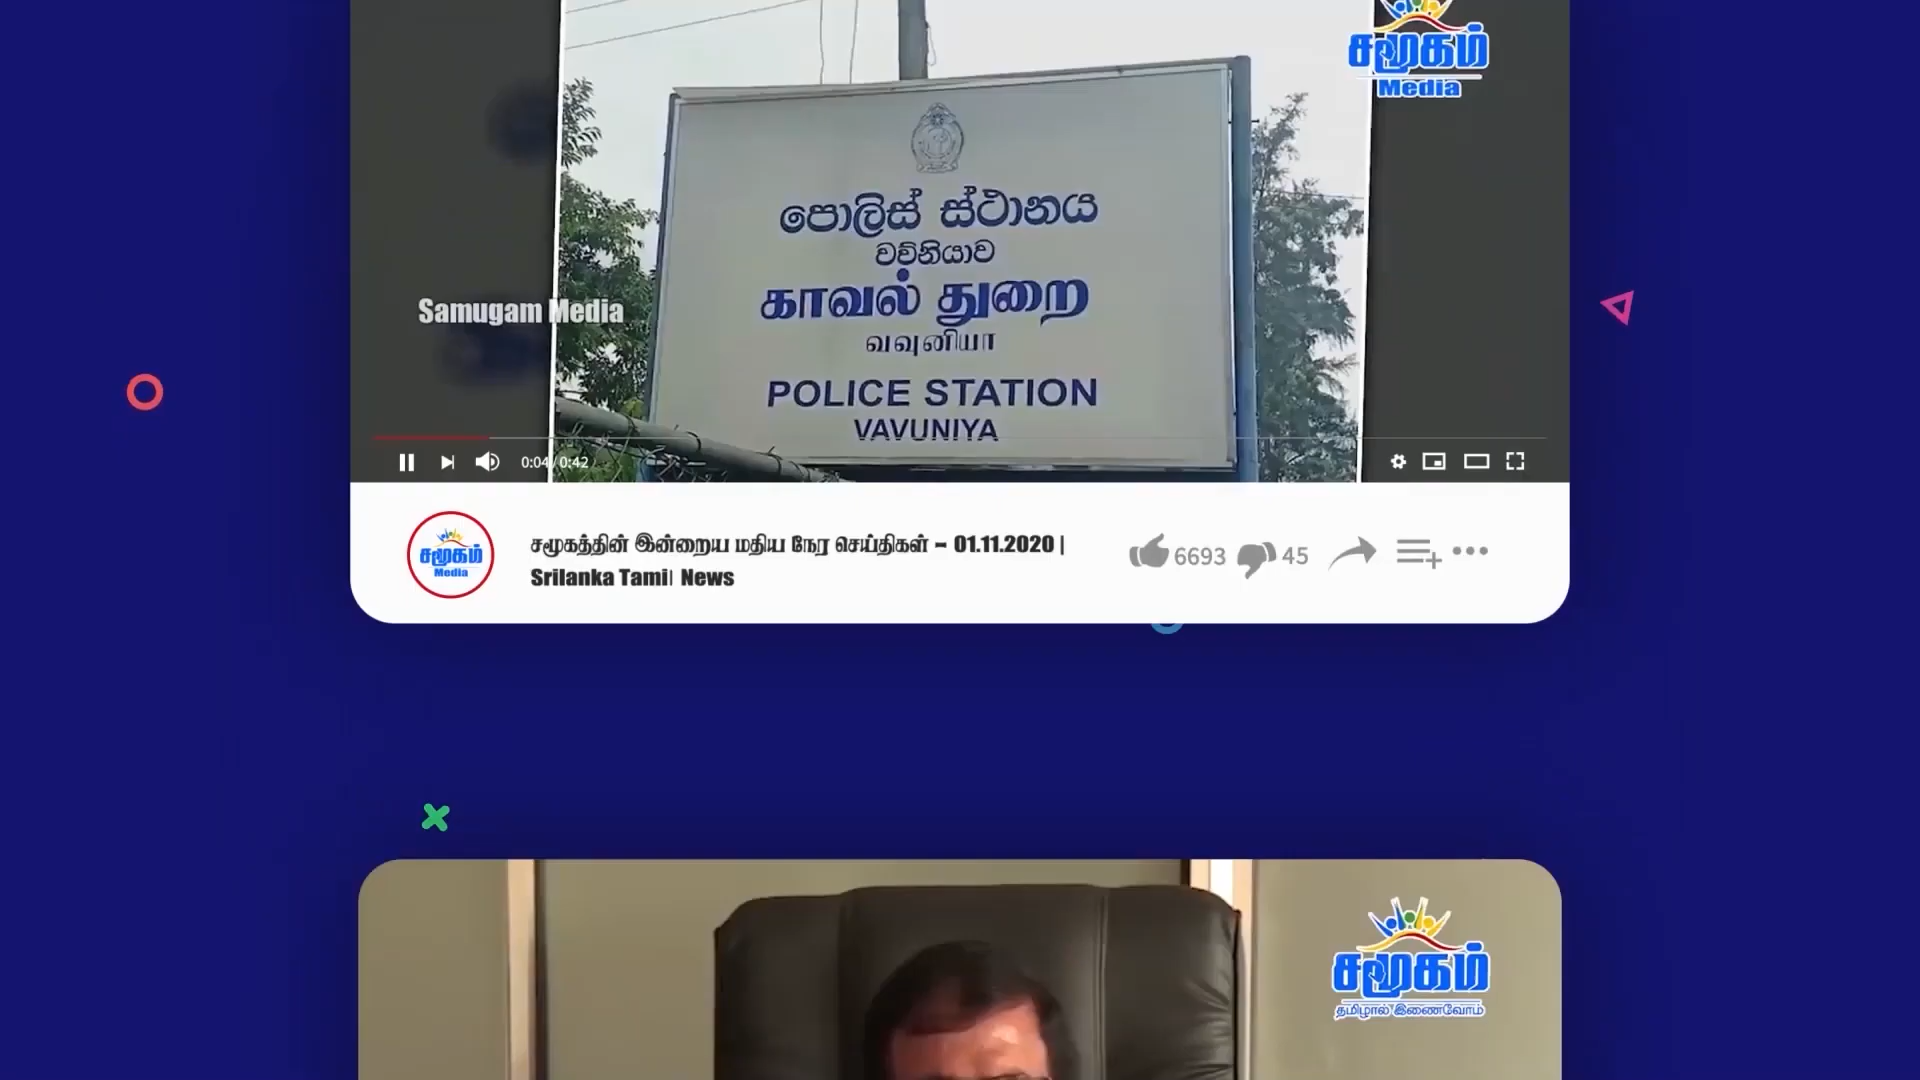 சமூகம்
Media
පොලිස් ස්ථානය
වව්නියාව
காவல் துறை
Samugam Media
வவுனியா
POLICE STATION
VAVUNIYA
0:04 / 0:42
சமூகம்
Media
சமூகத்தின் இன்றைய மதிய நேர செய்திகள் – 01.11.2020 |
Srilanka Tamil News
6693
45
சமூகம்
தமிழால் இணைவோம்